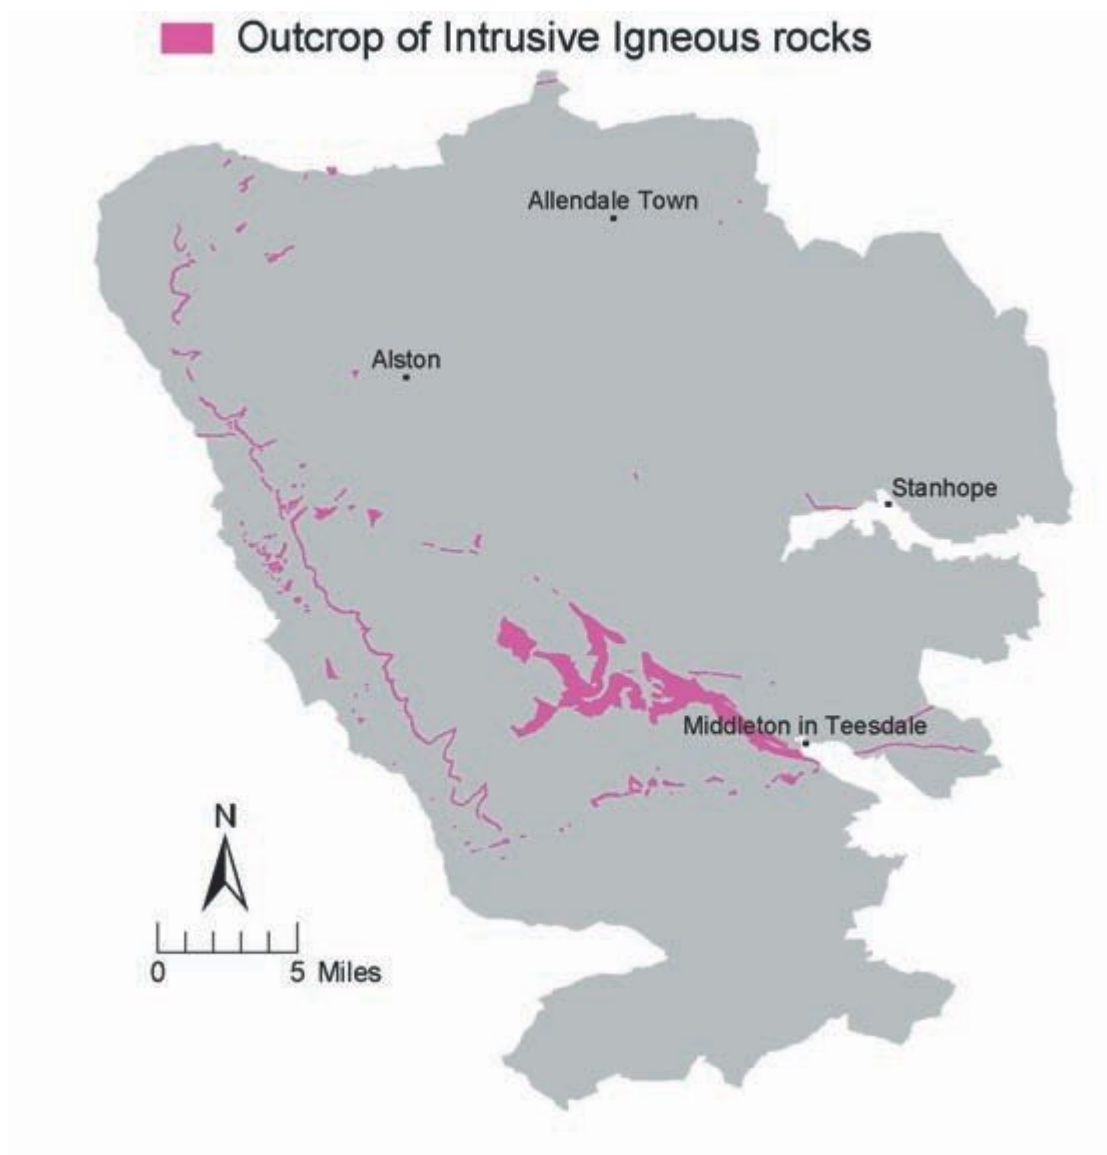 Outcrop of Intrusive Igneous rocks
Allendale Town
Alston
Stanhope
Middleton in Teesdale
N
0 5 Miles